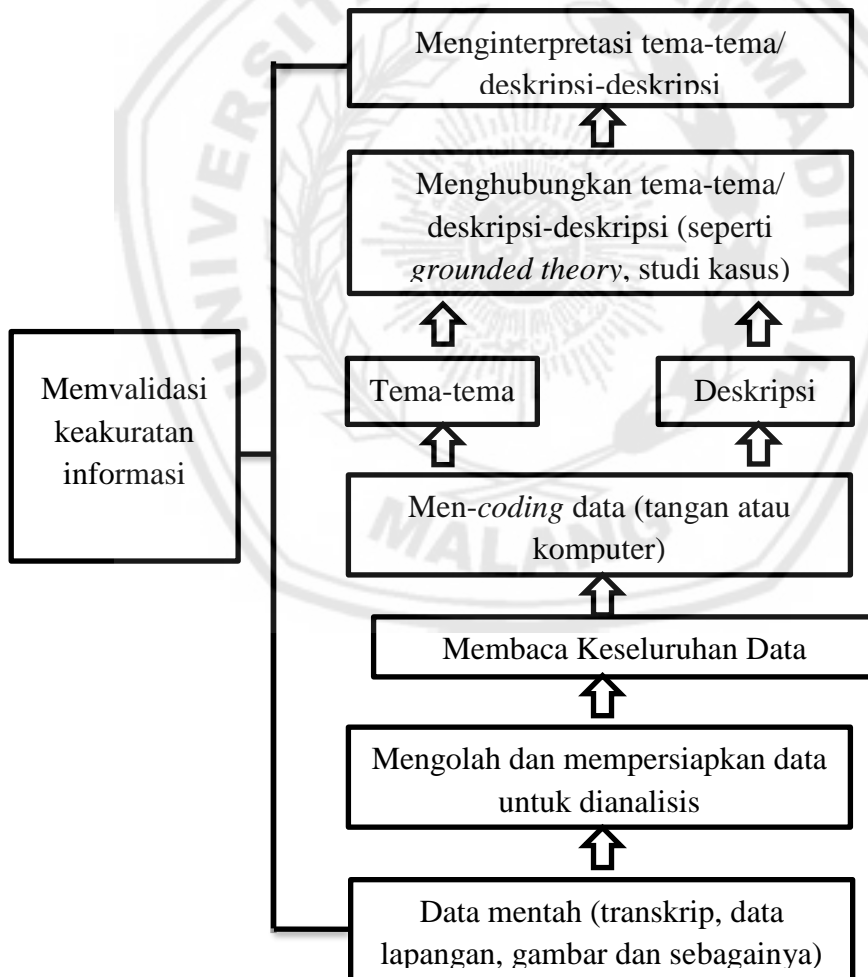 Menginterpretasi tema-tema/
deskripsi-deskripsi
Menghubungkan tema-tema/
deskripsi-deskripsi (seperti
grounded theory, studi kasus)
Memvalidasi
keakuratan
informasi
Tema-tema
Deskripsi
Men-coding data (tangan atau
komputer)
Membaca Keseluruhan Data
Mengolah dan mempersiapkan data
untuk dianalisis
Data mentah (transkrip, data
lapangan, gambar dan sebagainya)
MALANG